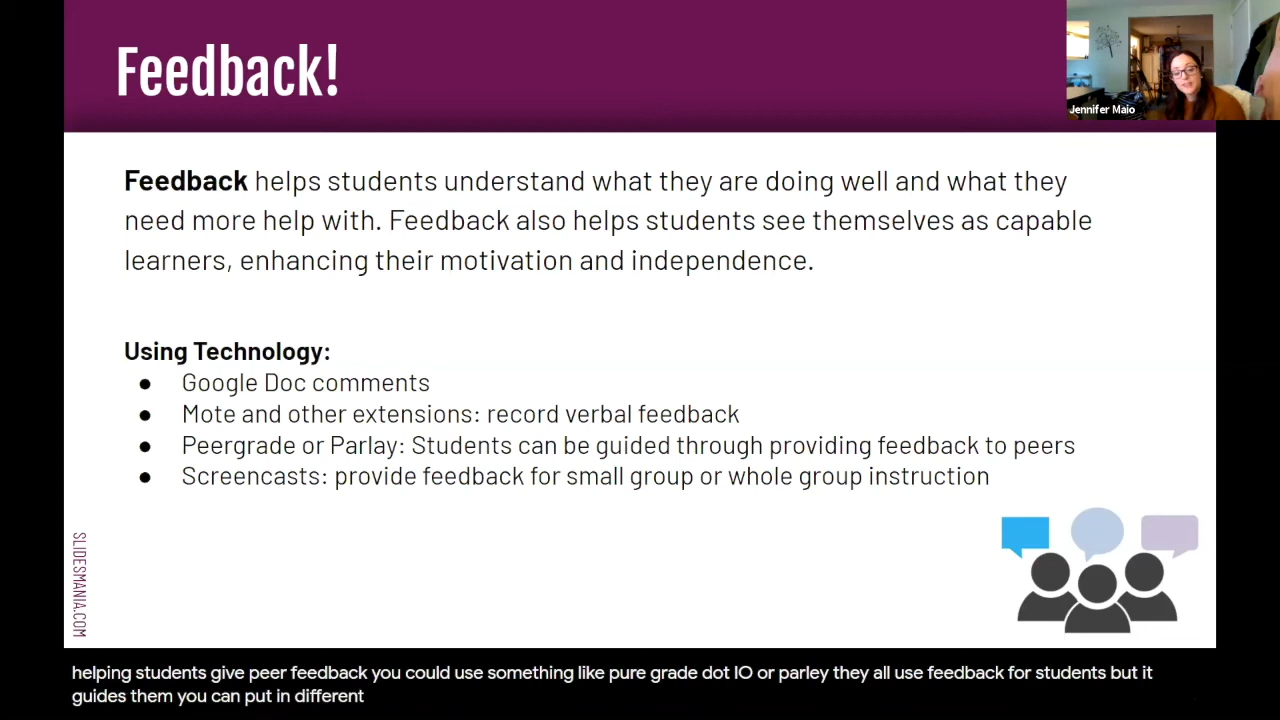 Feedback!
Jennifer Maio
Feedback helps students understand what they are doing well and what they
need more help with. Feedback also helps students see themselves as capable
learners, enhancing their motivation and independence.
Using Technology:
● Google Doc comments
● Mote and other extensions: record verbal feedback
● Peergrade or Parlay: Students can be guided through providing feedback to peers
● Screencasts: provide feedback for small group or whole group instruction
SLIDESMANIA.COM
helping students give peer feedback you could use something like pure grade dot IO or parley they all use feedback for students but it
guides them you can put in different